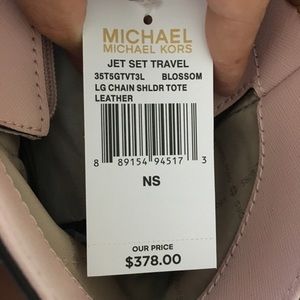 MICHAEL
MICHAEL KORS
JET SET TRAVEL
35T5GTVT3L BLOSSOM
LG CHAIN SHLDR TOTE
LEATHER
8 89154 94517 3
NS
OUR PRICE
$378.00